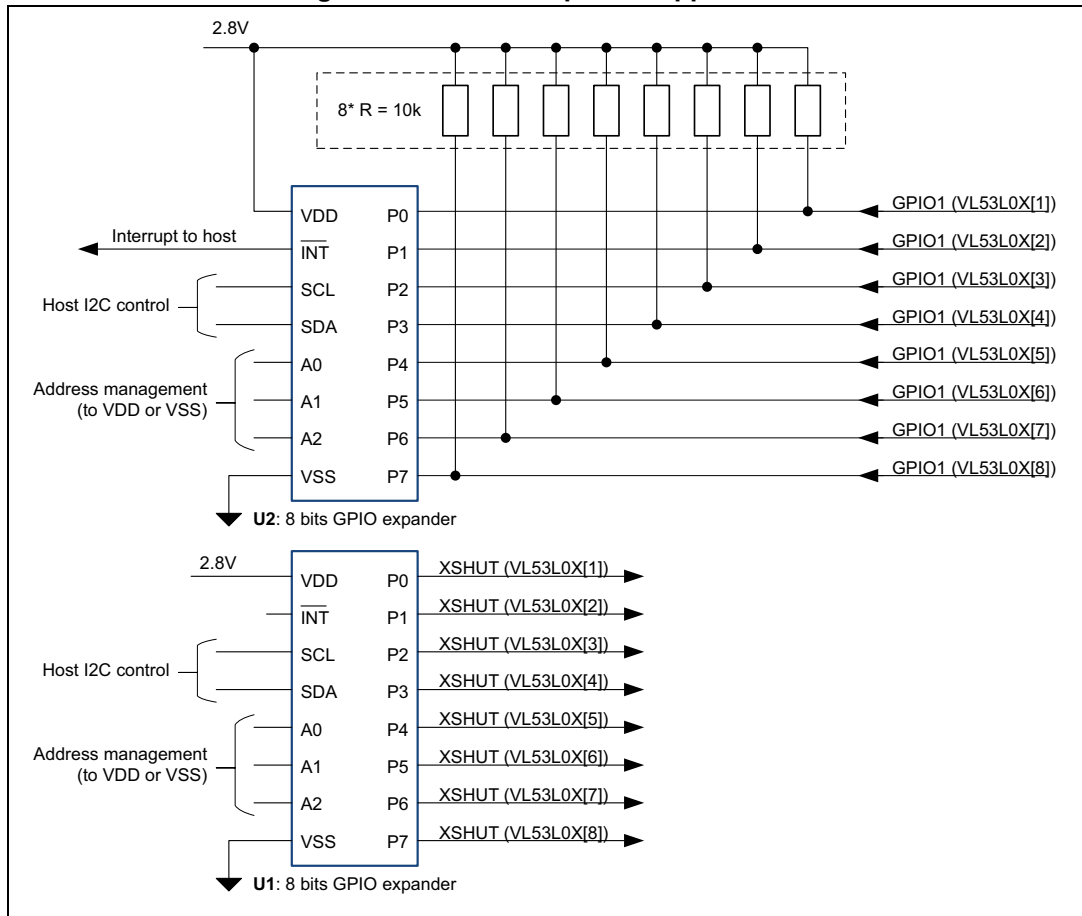 2.8V
8* R = 10k
VDD P0 GPIO1 (VL53L0X[1])
Interrupt to host INT P1 GPIO1 (VL53L0X[2])
SCL P2 GPIO1 (VL53L0X[3])
Host I2C control
SDA P3 GPIO1 (VL53L0X[4])
A0 P4 GPIO1 (VL53L0X[5])
Address management
(to VDD or VSS)
A1 P5 GPIO1 (VL53L0X[6])
A2 P6 GPIO1 (VL53L0X[7])
VSS P7 GPIO1 (VL53L0X[8])
U2: 8 bits GPIO expander
2.8V
VDD P0 XSHUT (VL53L0X[1])
INT P1 XSHUT (VL53L0X[2])
SCL P2 XSHUT (VL53L0X[3])
Host I2C control
SDA P3 XSHUT (VL53L0X[4])
A0 P4 XSHUT (VL53L0X[5])
Address management
(to VDD or VSS)
A1 P5 XSHUT (VL53L0X[6])
A2 P6 XSHUT (VL53L0X[7])
VSS P7 XSHUT (VL53L0X[8])
U1: 8 bits GPIO expander